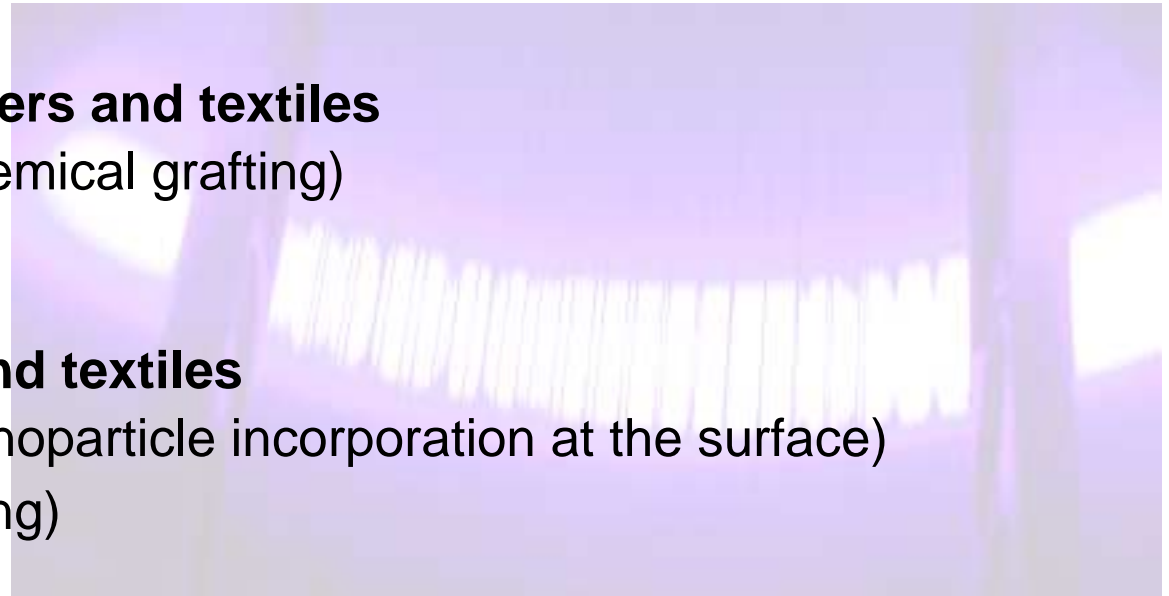 ers and textiles
emical grafting)
nd textiles
noparticle incorporation at the surface)
ng)